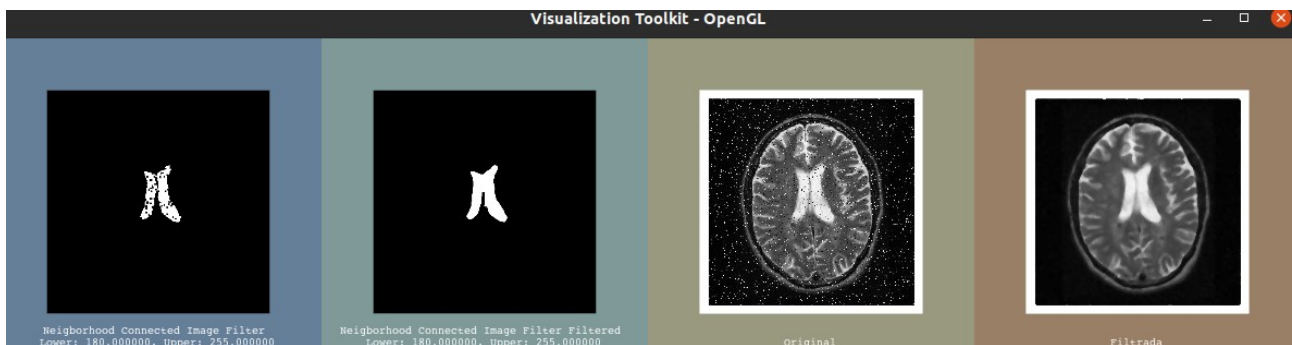 Visualization Toolkit - OpenGL
Neigborhood Connected Image Filter
Lower: 180.000000, Upper: 255.000000
Neigborhood Connected Image Filter Filtered
Lower: 180.000000, Upper: 255.000000
Original
Filtrada